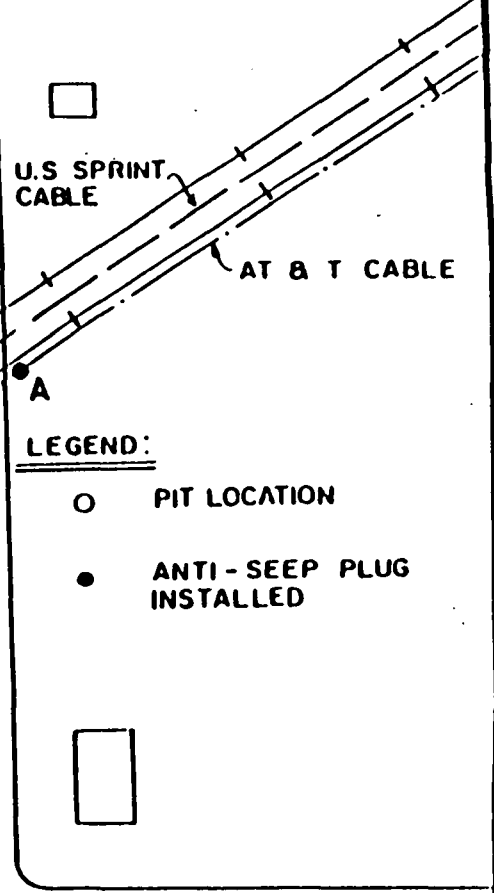 U.S SPRINT
CABLE
AT & T CABLE
A
LEGEND:
PIT LOCATION
ANTI-SEEP PLUG
INSTALLED